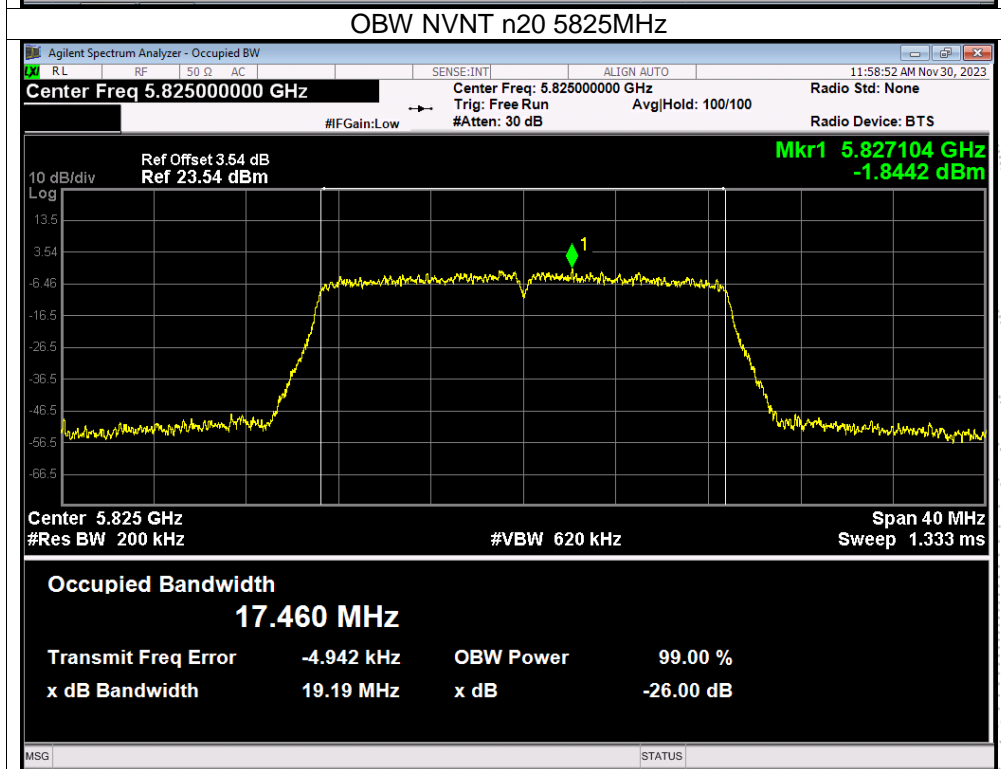 OBW NVNT n20 5825MHz
Agilent Spectrum Analyzer - Occupied BW
LXI RL RF 50 Ω AC SENSE:INT ALIGN AUTO 11:58:52 AM Nov 30, 2023
Center Freq 5.825000000 GHz Center Freq: 5.825000000 GHz Radio Std: None
Trig: Free Run Avg|Hold: 100/100
#IFGain:Low #Atten: 30 dB Radio Device: BTS
Mkr1 5.827104 GHz
-1.8442 dBm
Ref Offset 3.54 dB
10 dB/div Ref 23.54 dBm
Log
13.5
3.54
1
-6.46
-16.5
-26.5
-36.5
-46.5
-56.5
-66.5
Center 5.825 GHz Span 40 MHz
#Res BW 200 kHz #VBW 620 kHz Sweep 1.333 ms
Occupied Bandwidth
17.460 MHz
Transmit Freq Error -4.942 kHz OBW Power 99.00 %
x dB Bandwidth 19.19 MHz x dB -26.00 dB
MSG STATUS